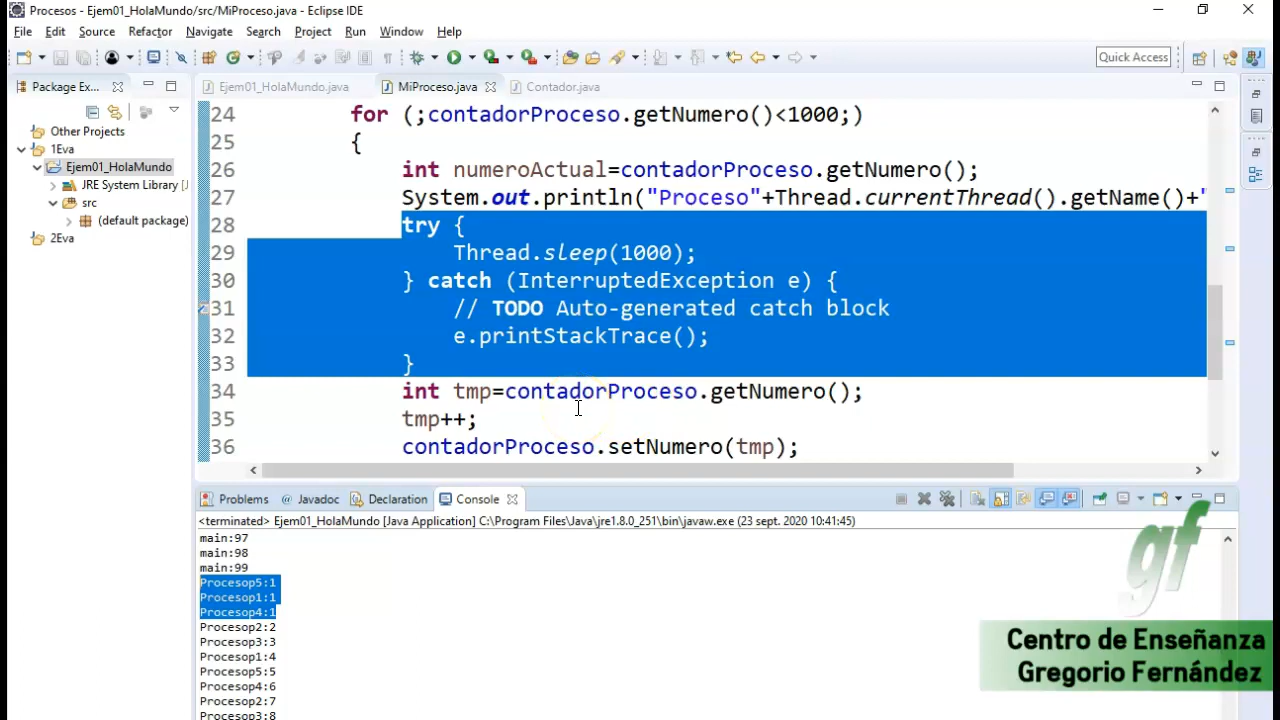 Procesos - Ejem01_HolaMundo/src/MiProceso.java - Eclipse IDE
File Edit Source Refactor Navigate Search Project Run Window Help
Quick Access
Package Ex...
Other Projects
1Eva
Ejem01_HolaMundo
JRE System Library [J
src
(default package)
2Eva
Ejem01_HolaMundo.java MiProceso.java Contador.java
24 for (;contadorProceso.getNumero()<1000;)
25 {
26 int numeroActual=contadorProceso.getNumero();
27 System.out.println("Proceso"+Thread.currentThread().getName()+"
28 try {
29 Thread.sleep(1000);
30 } catch (InterruptedException e) {
31 // TODO Auto-generated catch block
32 e.printStackTrace();
33 }
34 int tmp=contadorProceso.getNumero();
35 tmp++;
36 contadorProceso.setNumero(tmp);
Problems @ Javadoc Declaration Console
<terminated> Ejem01_HolaMundo [Java Application] C:\Program Files\Java\jre1.8.0_251\bin\javaw.exe (23 sept. 2020 10:41:45)
main:97
main:98
main:99
Procesop5:1
Procesop1:1
Procesop4:1
Procesop2:2
Procesop3:3
Procesop1:4
Procesop5:5
Procesop4:6
Procesop2:7
Procesop3:8
gf
Centro de Enseñanza
Gregorio Fernández